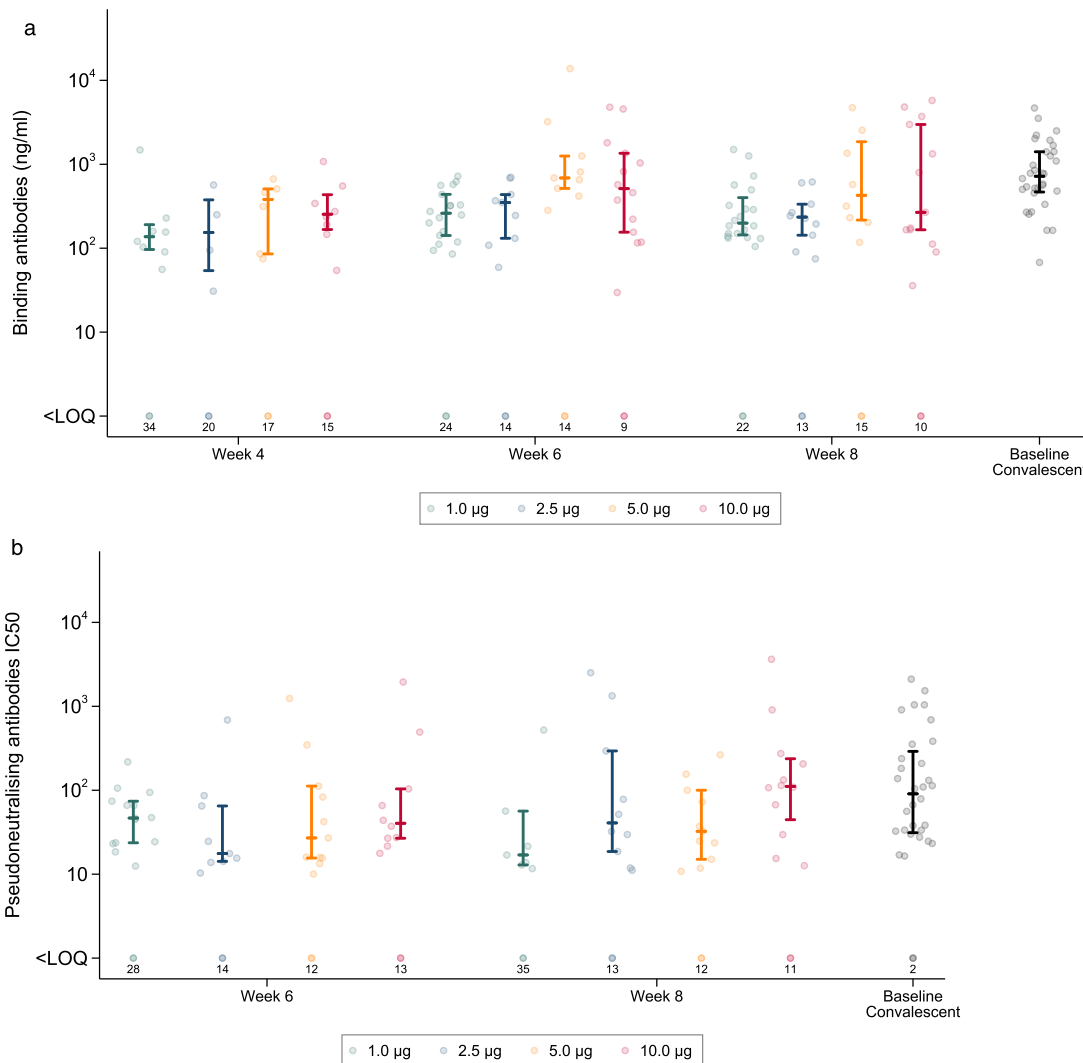 a
Binding antibodies (ng/ml)
10⁴
10³
10²
10
<LOQ
34 20 17 15 24 14 14 9 22 13 15 10
Week 4 Week 6 Week 8 Baseline
Convalescent
1.0 µg 2.5 µg 5.0 µg 10.0 µg
b
Pseudoneutralising antibodies IC50
10⁴
10³
10²
10
<LOQ
28 14 12 13 35 13 12 11 2
Week 6 Week 8 Baseline
Convalescent
1.0 µg 2.5 µg 5.0 µg 10.0 µg